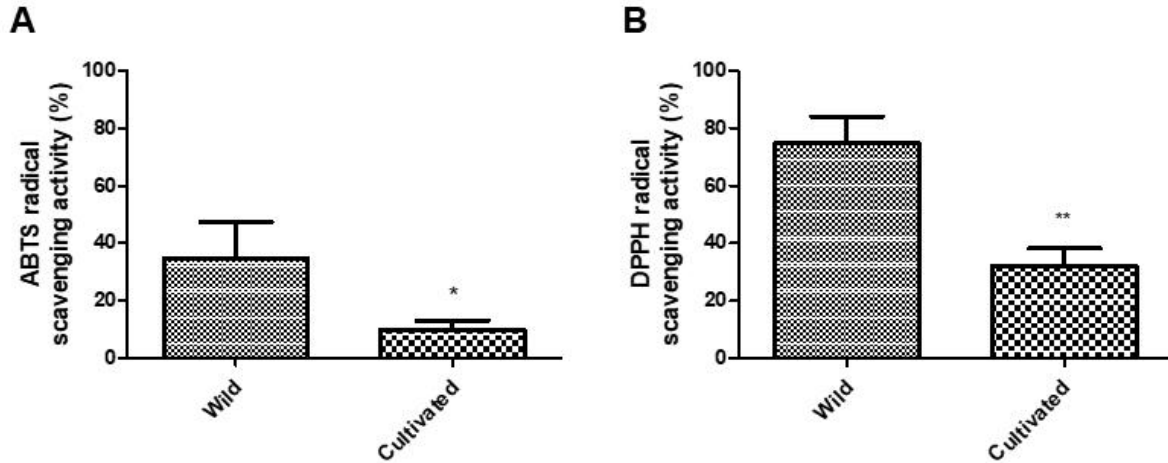 A
ABTS radical
scavenging activity (%)
100
80
60
40
20
0
*
Wild
Cultivated
B
DPPH radical
scavenging activity (%)
100
80
60
40
20
0
**
Wild
Cultivated